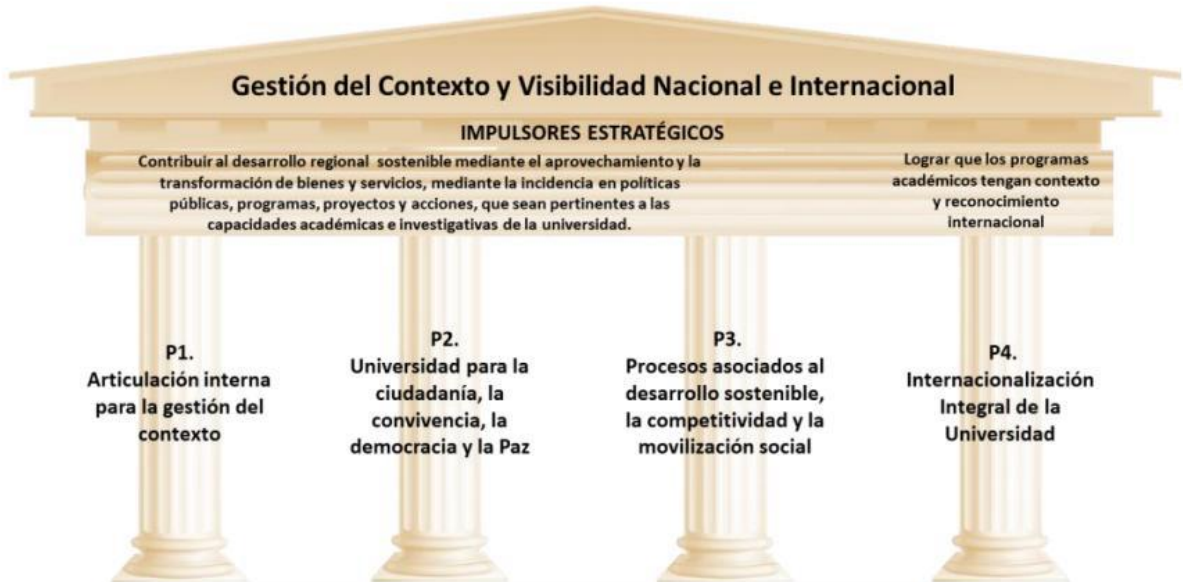 Gestión del Contexto y Visibilidad Nacional e Internacional
IMPULSORES ESTRATÉGICOS
Contribuir al desarrollo regional sostenible mediante el aprovechamiento y la
transformación de bienes y servicios, mediante la incidencia en políticas
públicas, programas, proyectos y acciones, que sean pertinentes a las
capacidades académicas e investigativas de la universidad.
Lograr que los programas
académicos tengan contexto
y reconocimiento
internacional
P1.
Articulación interna
para la gestión del
contexto
P2.
Universidad para la
ciudadanía, la
convivencia, la
democracia y la Paz
P3.
Procesos asociados al
desarrollo sostenible,
la competitividad y la
movilización social
P4.
Internacionalización
Integral de la
Universidad